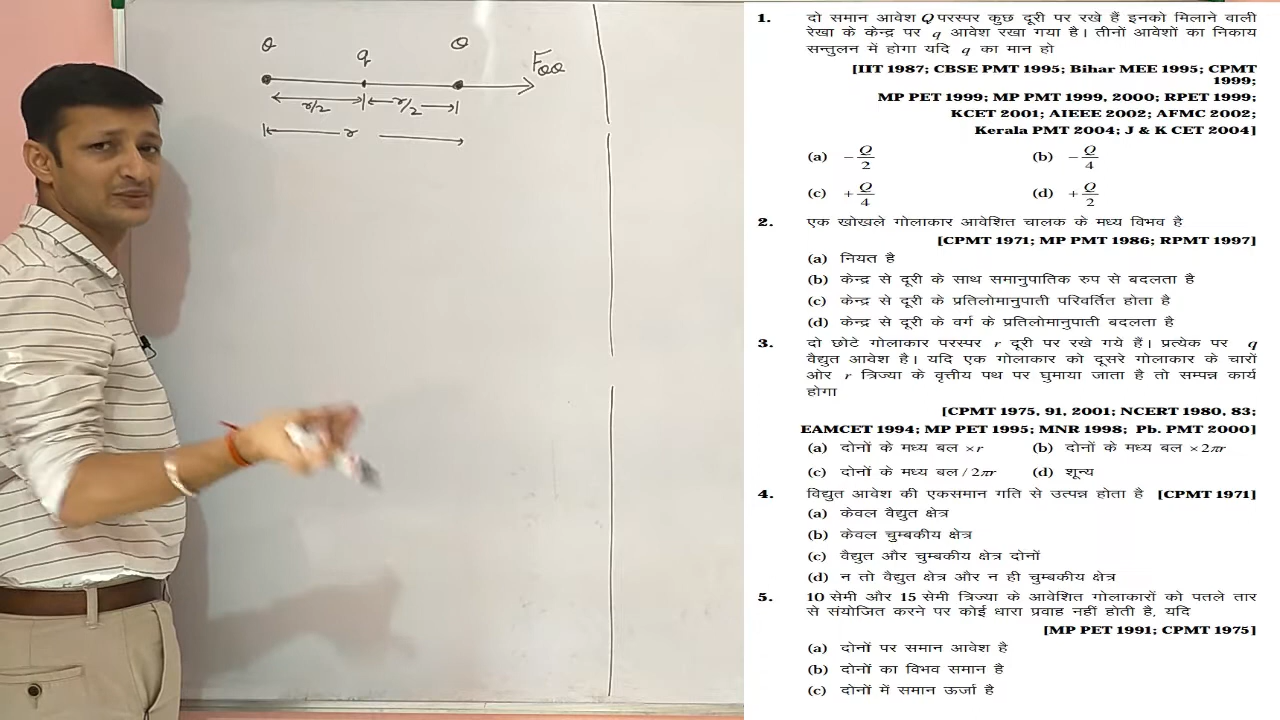 Q
q
Q
F_QQ
r/2
r/2
r
1. दो समान आवेश Q परस्पर कुछ दूरी पर रखे हैं इनको मिलाने वाली
रेखा के केन्द्र पर q आवेश रखा गया है। तीनों आवेशों का निकाय
सन्तुलन में होगा यदि q का मान हो
[IIT 1987; CBSE PMT 1995; Bihar MEE 1995; CPMT
1999;
MP PET 1999; MP PMT 1999, 2000; RPET 1999;
KCET 2001; AIEEE 2002; AFMC 2002;
Kerala PMT 2004; J & K CET 2004]
(a) −Q/2 (b) −Q/4
(c) +Q/4 (d) +Q/2
2. एक खोखले गोलाकार आवेशित चालक के मध्य विभव है
[CPMT 1971; MP PMT 1986; RPMT 1997]
(a) नियत है
(b) केन्द्र से दूरी के साथ समानुपातिक रुप से बदलता है
(c) केन्द्र से दूरी के प्रतिलोमानुपाती परिवर्तित होता है
(d) केन्द्र से दूरी के वर्ग के प्रतिलोमानुपाती बदलता है
3. दो छोटे गोलाकार परस्पर r दूरी पर रखे गये हैं। प्रत्येक पर q
वैद्युत आवेश है। यदि एक गोलाकार को दूसरे गोलाकार के चारों
ओर r त्रिज्या के वृत्तीय पथ पर घुमाया जाता है तो सम्पन्न कार्य
होगा
[CPMT 1975, 91, 2001; NCERT 1980, 83;
EAMCET 1994; MP PET 1995; MNR 1998; Pb. PMT 2000]
(a) दोनों के मध्य बल ×r (b) दोनों के मध्य बल ×2πr
(c) दोनों के मध्य बल / 2πr (d) शून्य
4. विद्युत आवेश की एकसमान गति से उत्पन्न होता है [CPMT 1971]
(a) केवल वैद्युत क्षेत्र
(b) केवल चुम्बकीय क्षेत्र
(c) वैद्युत और चुम्बकीय क्षेत्र दोनों
(d) न तो वैद्युत क्षेत्र और न ही चुम्बकीय क्षेत्र
5. 10 सेमी और 15 सेमी त्रिज्या के आवेशित गोलाकारों को पतले तार
से संयोजित करने पर कोई धारा प्रवाह नहीं होती है, यदि
[MP PET 1991; CPMT 1975]
(a) दोनों पर समान आवेश है
(b) दोनों का विभव समान है
(c) दोनों में समान ऊर्जा है